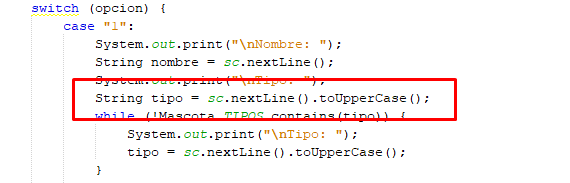 switch (opcion) {
case "1":
System.out.print("\nNombre: ");
String nombre = sc.nextLine();
System.out.print("\nTipo: ");
String tipo = sc.nextLine().toUpperCase();
while (!Mascota.TIPOS.contains(tipo)) {
System.out.print("\nTipo: ");
tipo = sc.nextLine().toUpperCase();
}